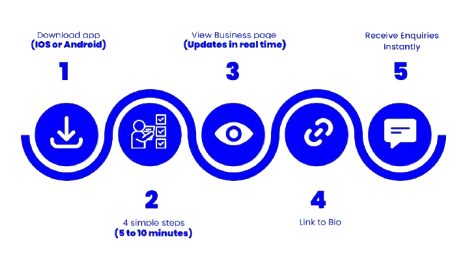 Download app
(IOS or Android)
1
4 simple steps
(5 to 10 minutes)
2
View Business page
(Updates in real time)
3
Link to Bio
4
Receive Enquiries
Instantly
5